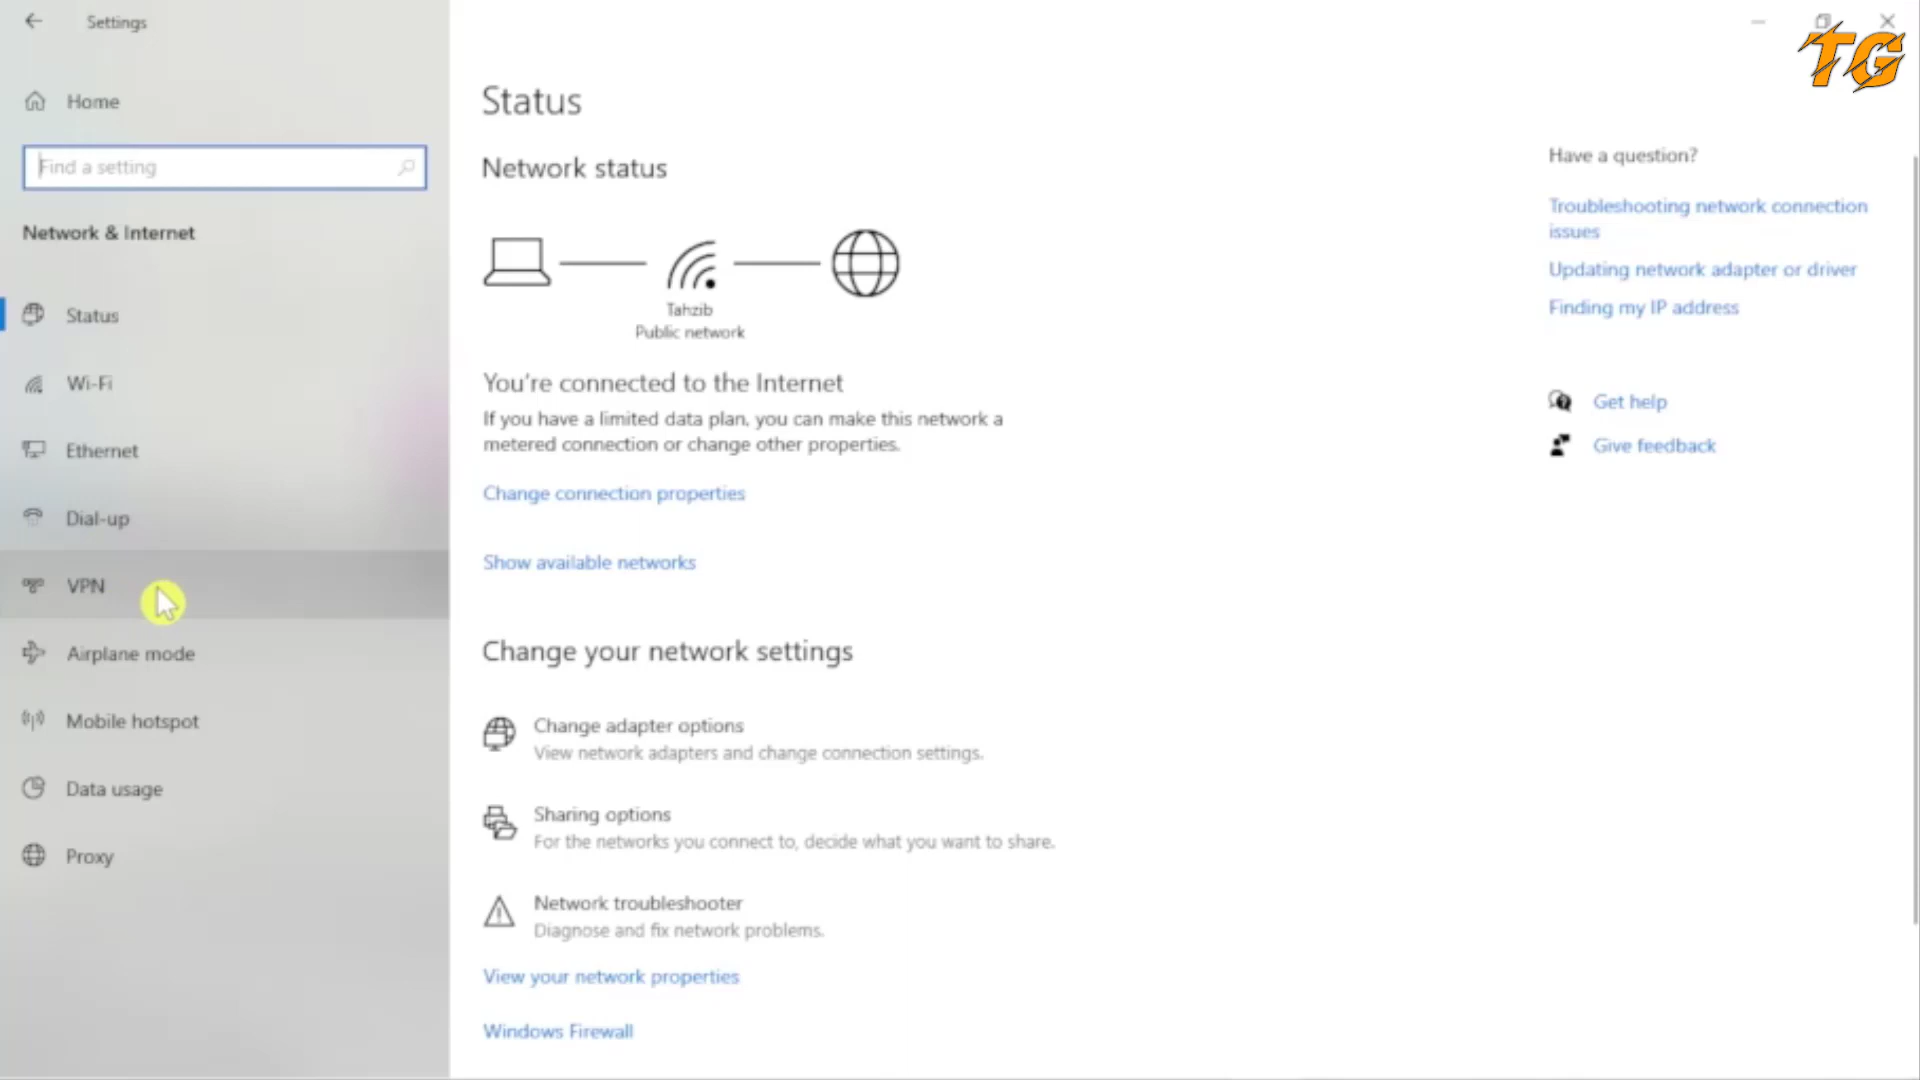 Settings
Home
Find a setting
Network & Internet
Status
Wi-Fi
Ethernet
Dial-up
VPN
Airplane mode
Mobile hotspot
Data usage
Proxy
Status
Network status
Tahzib
Public network
You're connected to the Internet
If you have a limited data plan, you can make this network a
metered connection or change other properties.
Change connection properties
Show available networks
Change your network settings
Change adapter options
View network adapters and change connection settings.
Sharing options
For the networks you connect to, decide what you want to share.
Network troubleshooter
Diagnose and fix network problems.
View your network properties
Windows Firewall
TG
Have a question?
Troubleshooting network connection
issues
Updating network adapter or driver
Finding my IP address
Get help
Give feedback